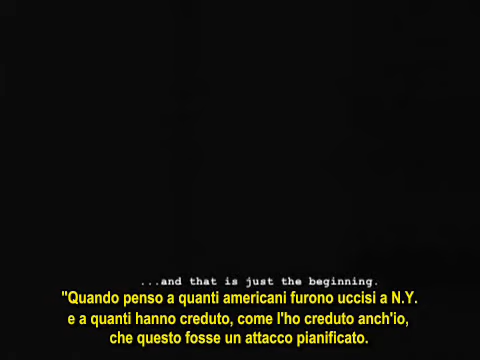 ...and that is just the beginning.
"Quando penso a quanti americani furono uccisi a N.Y.
e a quanti hanno creduto, come l'ho creduto anch'io,
che questo fosse un attacco pianificato.